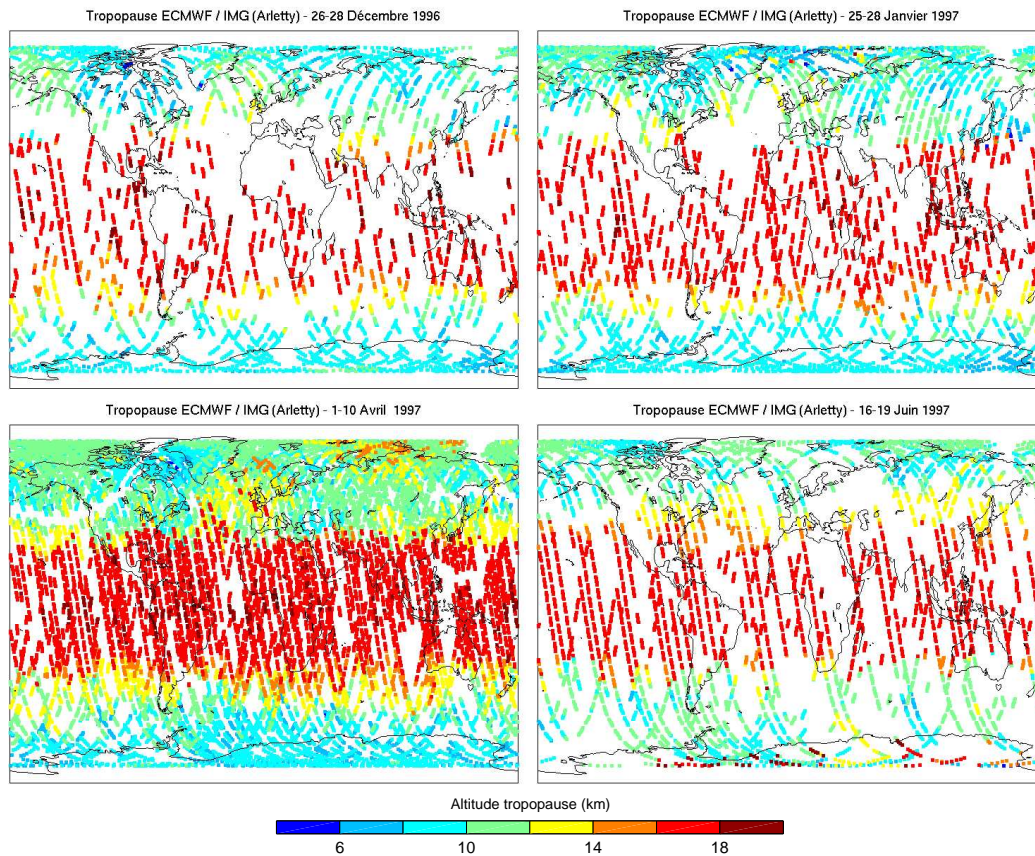 Tropopause ECMWF / IMG (Arletty) - 26-28 Décembre 1996
Tropopause ECMWF / IMG (Arletty) - 25-28 Janvier 1997
Tropopause ECMWF / IMG (Arletty) - 1-10 Avril 1997
Tropopause ECMWF / IMG (Arletty) - 16-19 Juin 1997
Altitude tropopause (km)
6 10 14 18